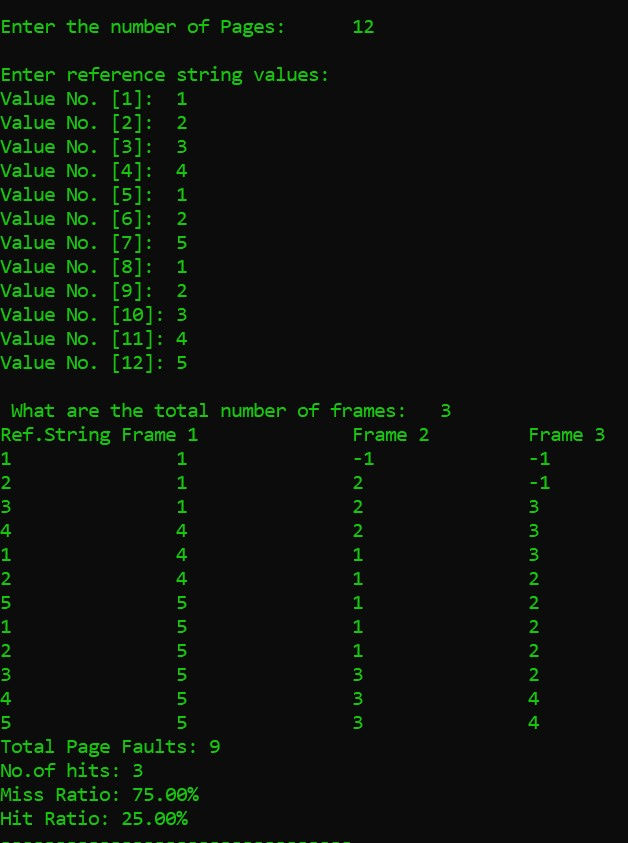 Enter the number of Pages: 12
Enter reference string values:
Value No. [1]: 1
Value No. [2]: 2
Value No. [3]: 3
Value No. [4]: 4
Value No. [5]: 1
Value No. [6]: 2
Value No. [7]: 5
Value No. [8]: 1
Value No. [9]: 2
Value No. [10]: 3
Value No. [11]: 4
Value No. [12]: 5
What are the total number of frames: 3
Ref.String Frame 1 Frame 2 Frame 3
1 1 -1 -1
2 1 2 -1
3 1 2 3
4 4 2 3
1 4 1 3
2 4 1 2
5 5 1 2
1 5 1 2
2 5 1 2
3 5 3 2
4 5 3 4
5 5 3 4
Total Page Faults: 9
No.of hits: 3
Miss Ratio: 75.00%
Hit Ratio: 25.00%
--------------------------------